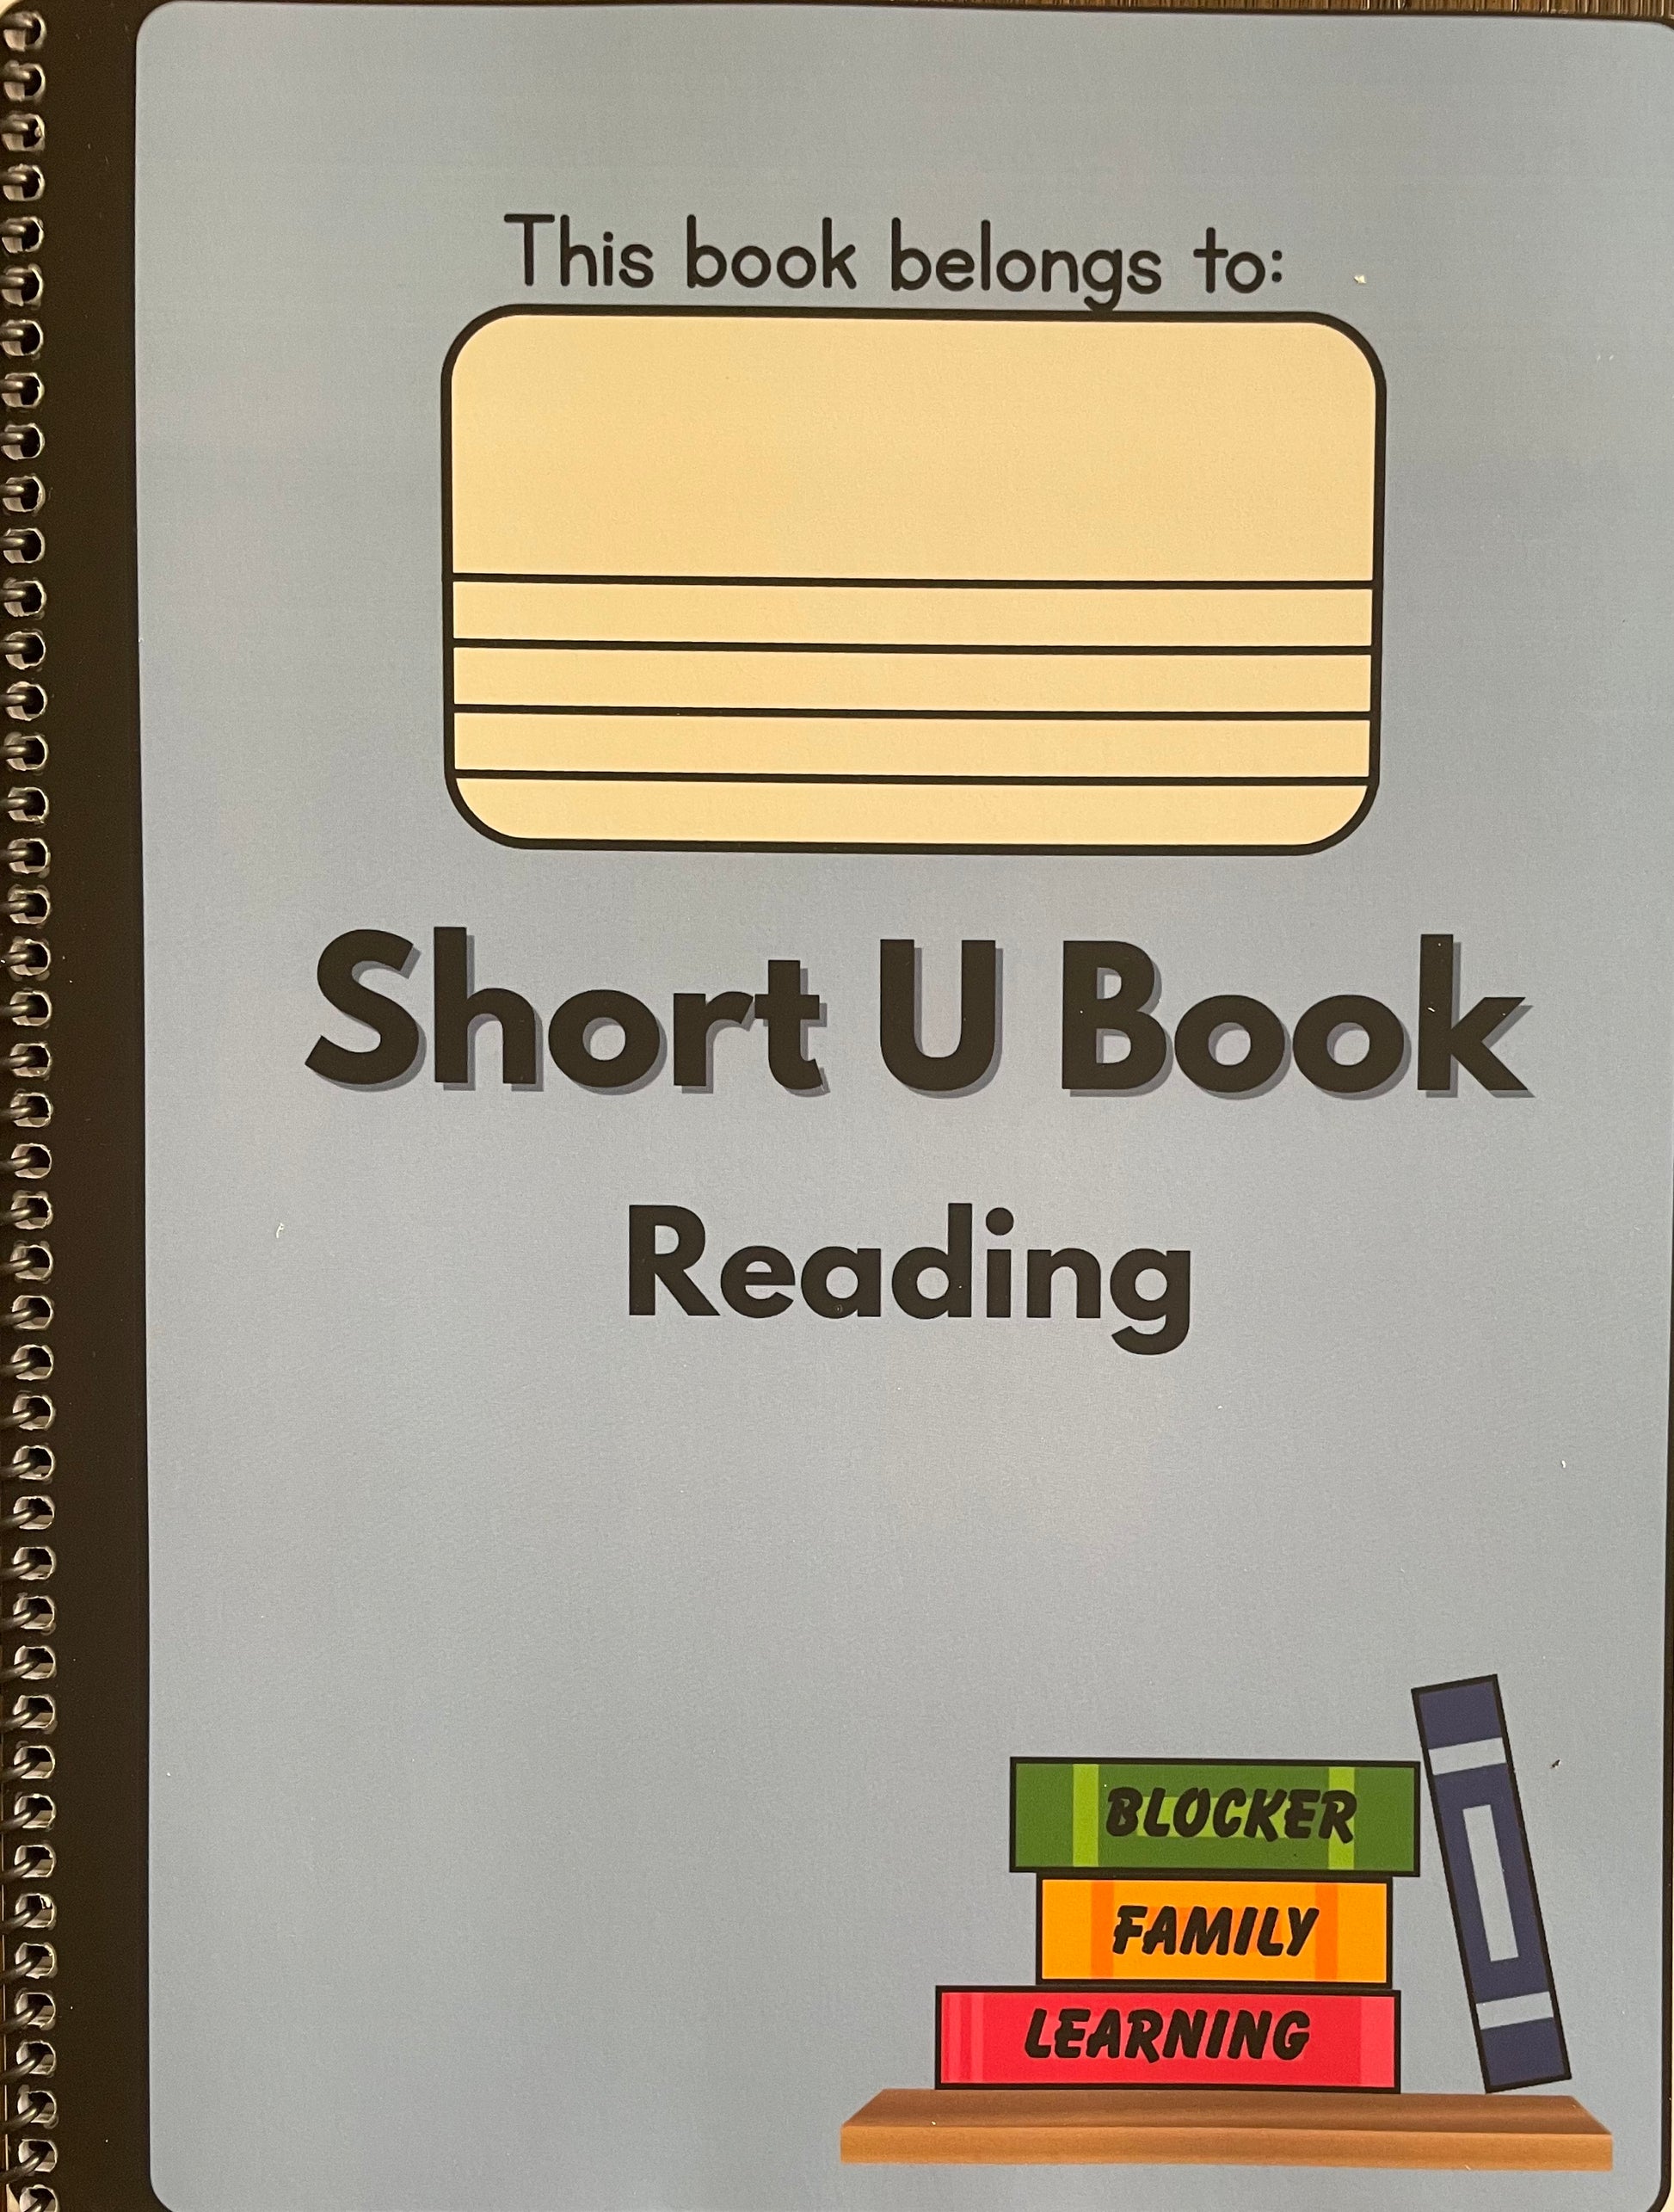 This book belongs to:
Short U Book
Reading
BLOCKER
FAMILY
LEARNING